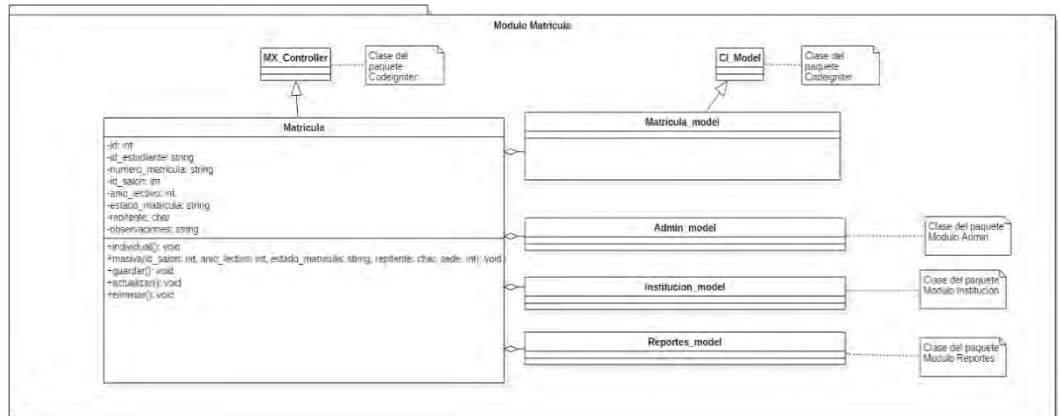 Modulo Matricula
MX_Controller
Clase del
paquete
Codeigniter
CI_Model
Clase del
paquete
Codeigniter
Matricula
-id: int
-id_estudiante: string
-numero_matricula: string
-id_salon: int
-anio_lectivo: int
-estado_matricula: string
-repitente: char
-observaciones: string
+individual(): void
+masiva(id_salon: int, anio_lectivo int, estado_matricula: string, repitente: char, sede: int): void
+guardar(): void
+actualizar(): void
+eliminar(): void
Matricula_model
Admin_model
Clase del paquete
Modulo Admin
Institucion_model
Clase del paquete
Modulo Institucion
Reportes_model
Clase del paquete
Modulo Reportes